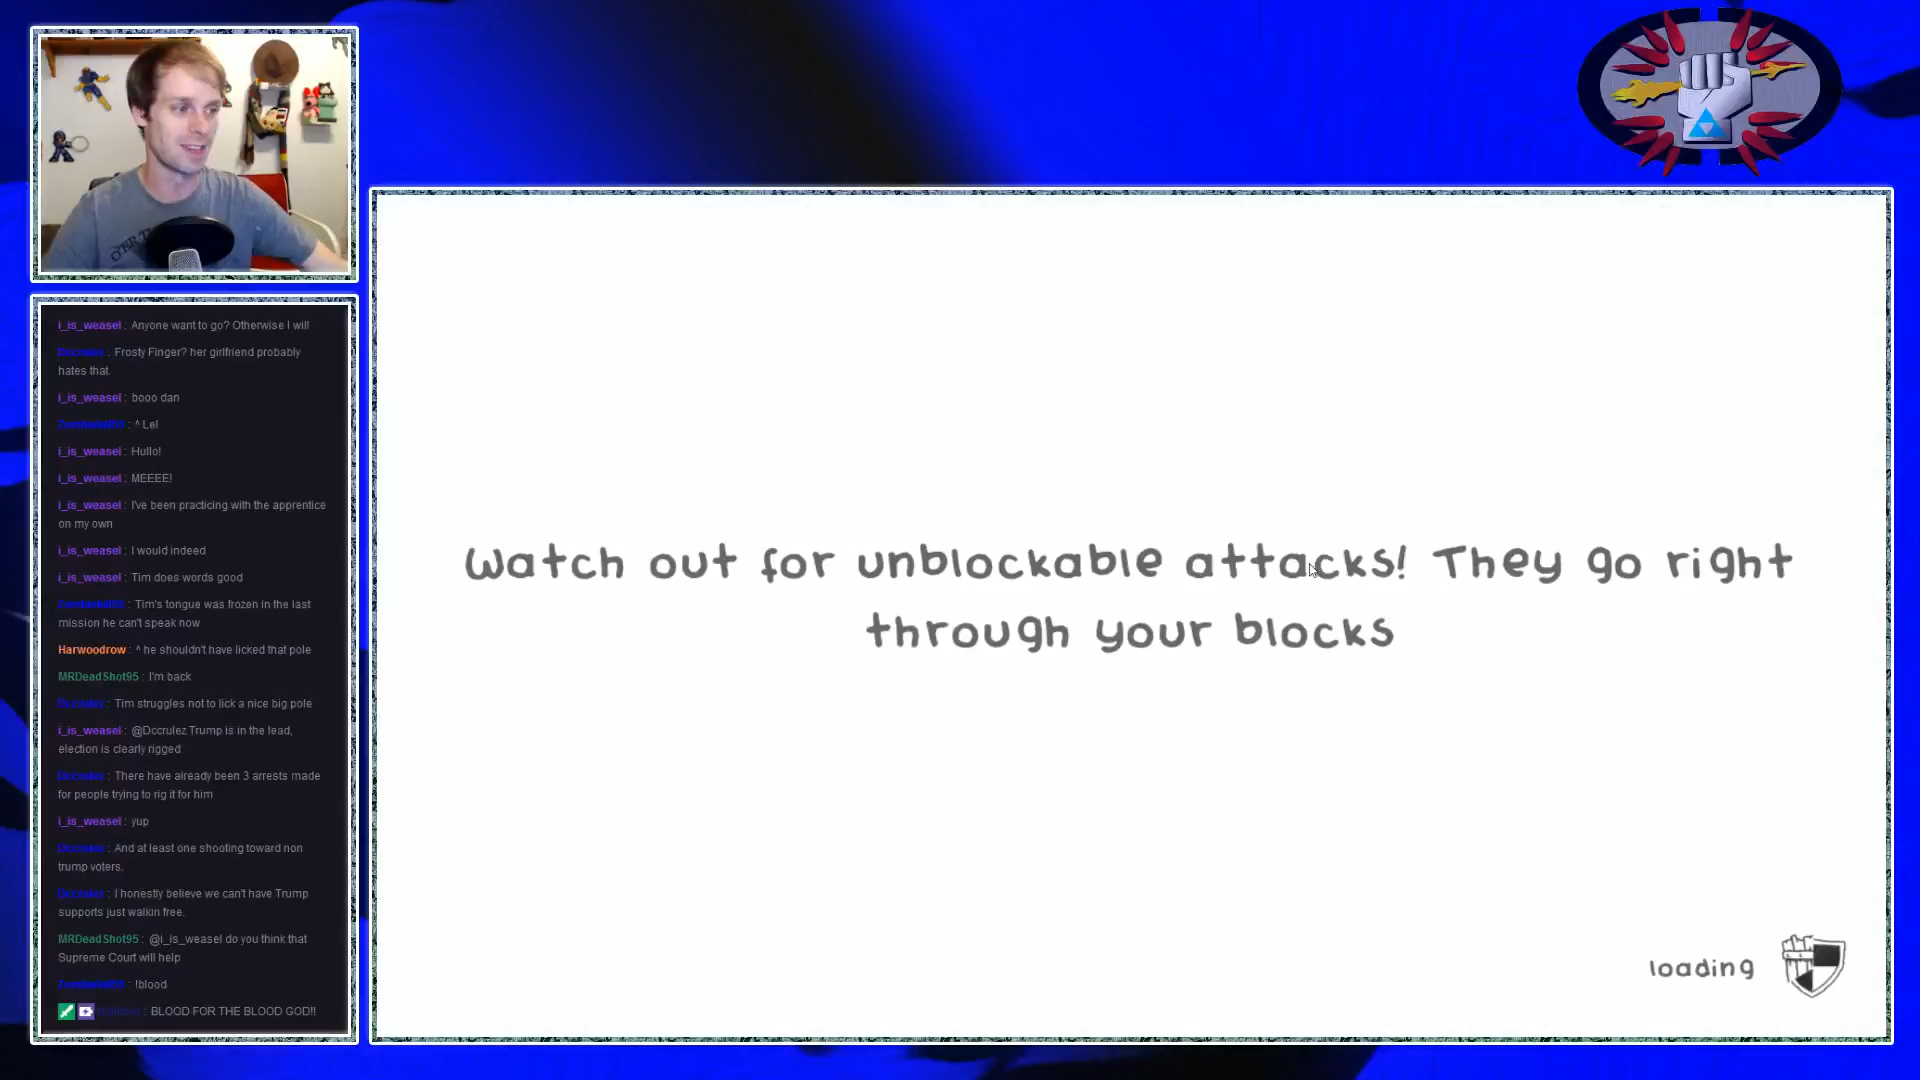 i_is_weasel : Anyone want to go? Otherwise I will
Dccrulez : Frosty Finger? her girlfriend probably
hates that.
i_is_weasel : booo dan
: ^ Lel
i_is_weasel : Hullo!
i_is_weasel : MEEEE!
i_is_weasel : I've been practicing with the apprentice
on my own
i_is_weasel : I would indeed
i_is_weasel : Tim does words good
: Tim's tongue was frozen in the last
mission he can't speak now
Harwoodrow : ^ he shouldn't have licked that pole
MRDeadShot95 : I'm back
Dccrulez : Tim struggles not to lick a nice big pole
i_is_weasel : @Dccrulez Trump is in the lead,
election is clearly rigged
Dccrulez : There have already been 3 arrests made
for people trying to rig it for him
i_is_weasel : yup
Dccrulez : And at least one shooting toward non
trump voters.
Dccrulez : I honestly believe we can't have Trump
supports just walkin free.
MRDeadShot95 : @i_is_weasel do you think that
Supreme Court will help
: !blood
: BLOOD FOR THE BLOOD GOD!!
Watch out for unblockable attacks! They go right
through your blocks
loading